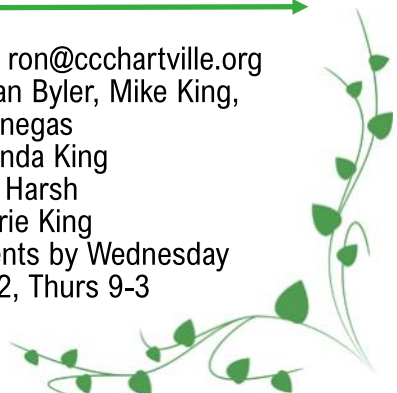 ron@ccchartville.org
an Byler, Mike King,
negas
nda King
Harsh
rie King
nts by Wednesday
2, Thurs 9-3